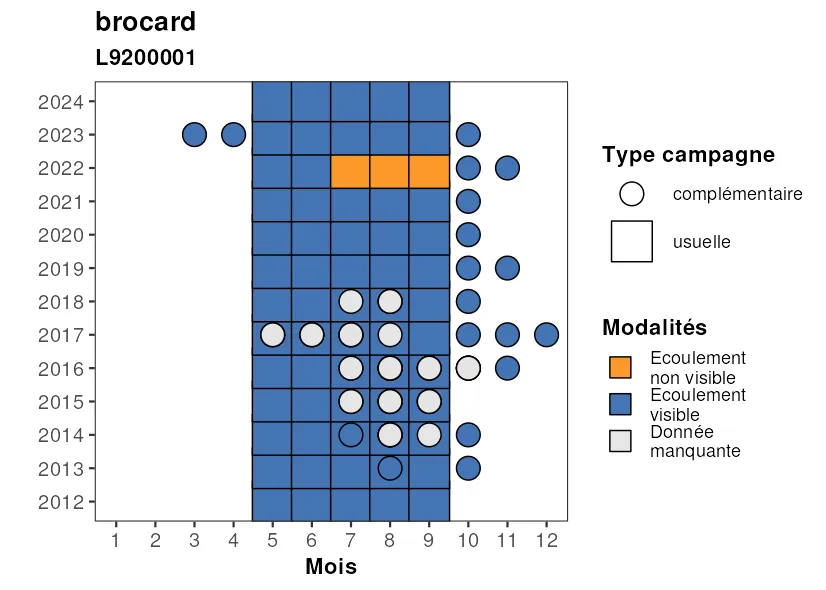 brocard
L9200001
2024
2023
2022
2021
2020
2019
2018
2017
2016
2015
2014
2013
2012
1 2 3 4 5 6 7 8 9 10 11 12
Mois
Type campagne
complémentaire
usuelle
Modalités
Ecoulement
non visible
Ecoulement
visible
Donnée
manquante